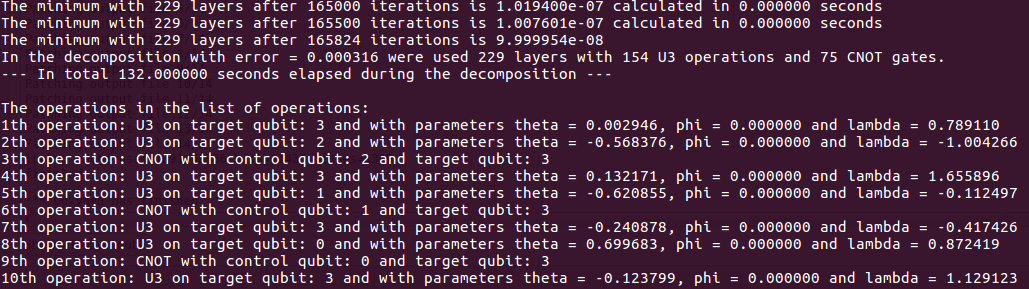 The minimum with 229 layers after 165000 iterations is 1.019400e-07 calculated in 0.000000 seconds
The minimum with 229 layers after 165500 iterations is 1.007601e-07 calculated in 0.000000 seconds
The minimum with 229 layers after 165824 iterations is 9.999954e-08
In the decomposition with error = 0.000316 were used 229 layers with 154 U3 operations and 75 CNOT gates.
--- In total 132.000000 seconds elapsed during the decomposition ---
The operations in the list of operations:
1th operation: U3 on target qubit: 3 and with parameters theta = 0.002946, phi = 0.000000 and lambda = 0.789110
2th operation: U3 on target qubit: 2 and with parameters theta = -0.568376, phi = 0.000000 and lambda = -1.004266
3th operation: CNOT with control qubit: 2 and target qubit: 3
4th operation: U3 on target qubit: 3 and with parameters theta = 0.132171, phi = 0.000000 and lambda = 1.655896
5th operation: U3 on target qubit: 1 and with parameters theta = -0.620855, phi = 0.000000 and lambda = -0.112497
6th operation: CNOT with control qubit: 1 and target qubit: 3
7th operation: U3 on target qubit: 3 and with parameters theta = -0.240878, phi = 0.000000 and lambda = -0.417426
8th operation: U3 on target qubit: 0 and with parameters theta = 0.699683, phi = 0.000000 and lambda = 0.872419
9th operation: CNOT with control qubit: 0 and target qubit: 3
10th operation: U3 on target qubit: 3 and with parameters theta = -0.123799, phi = 0.000000 and lambda = 1.129123